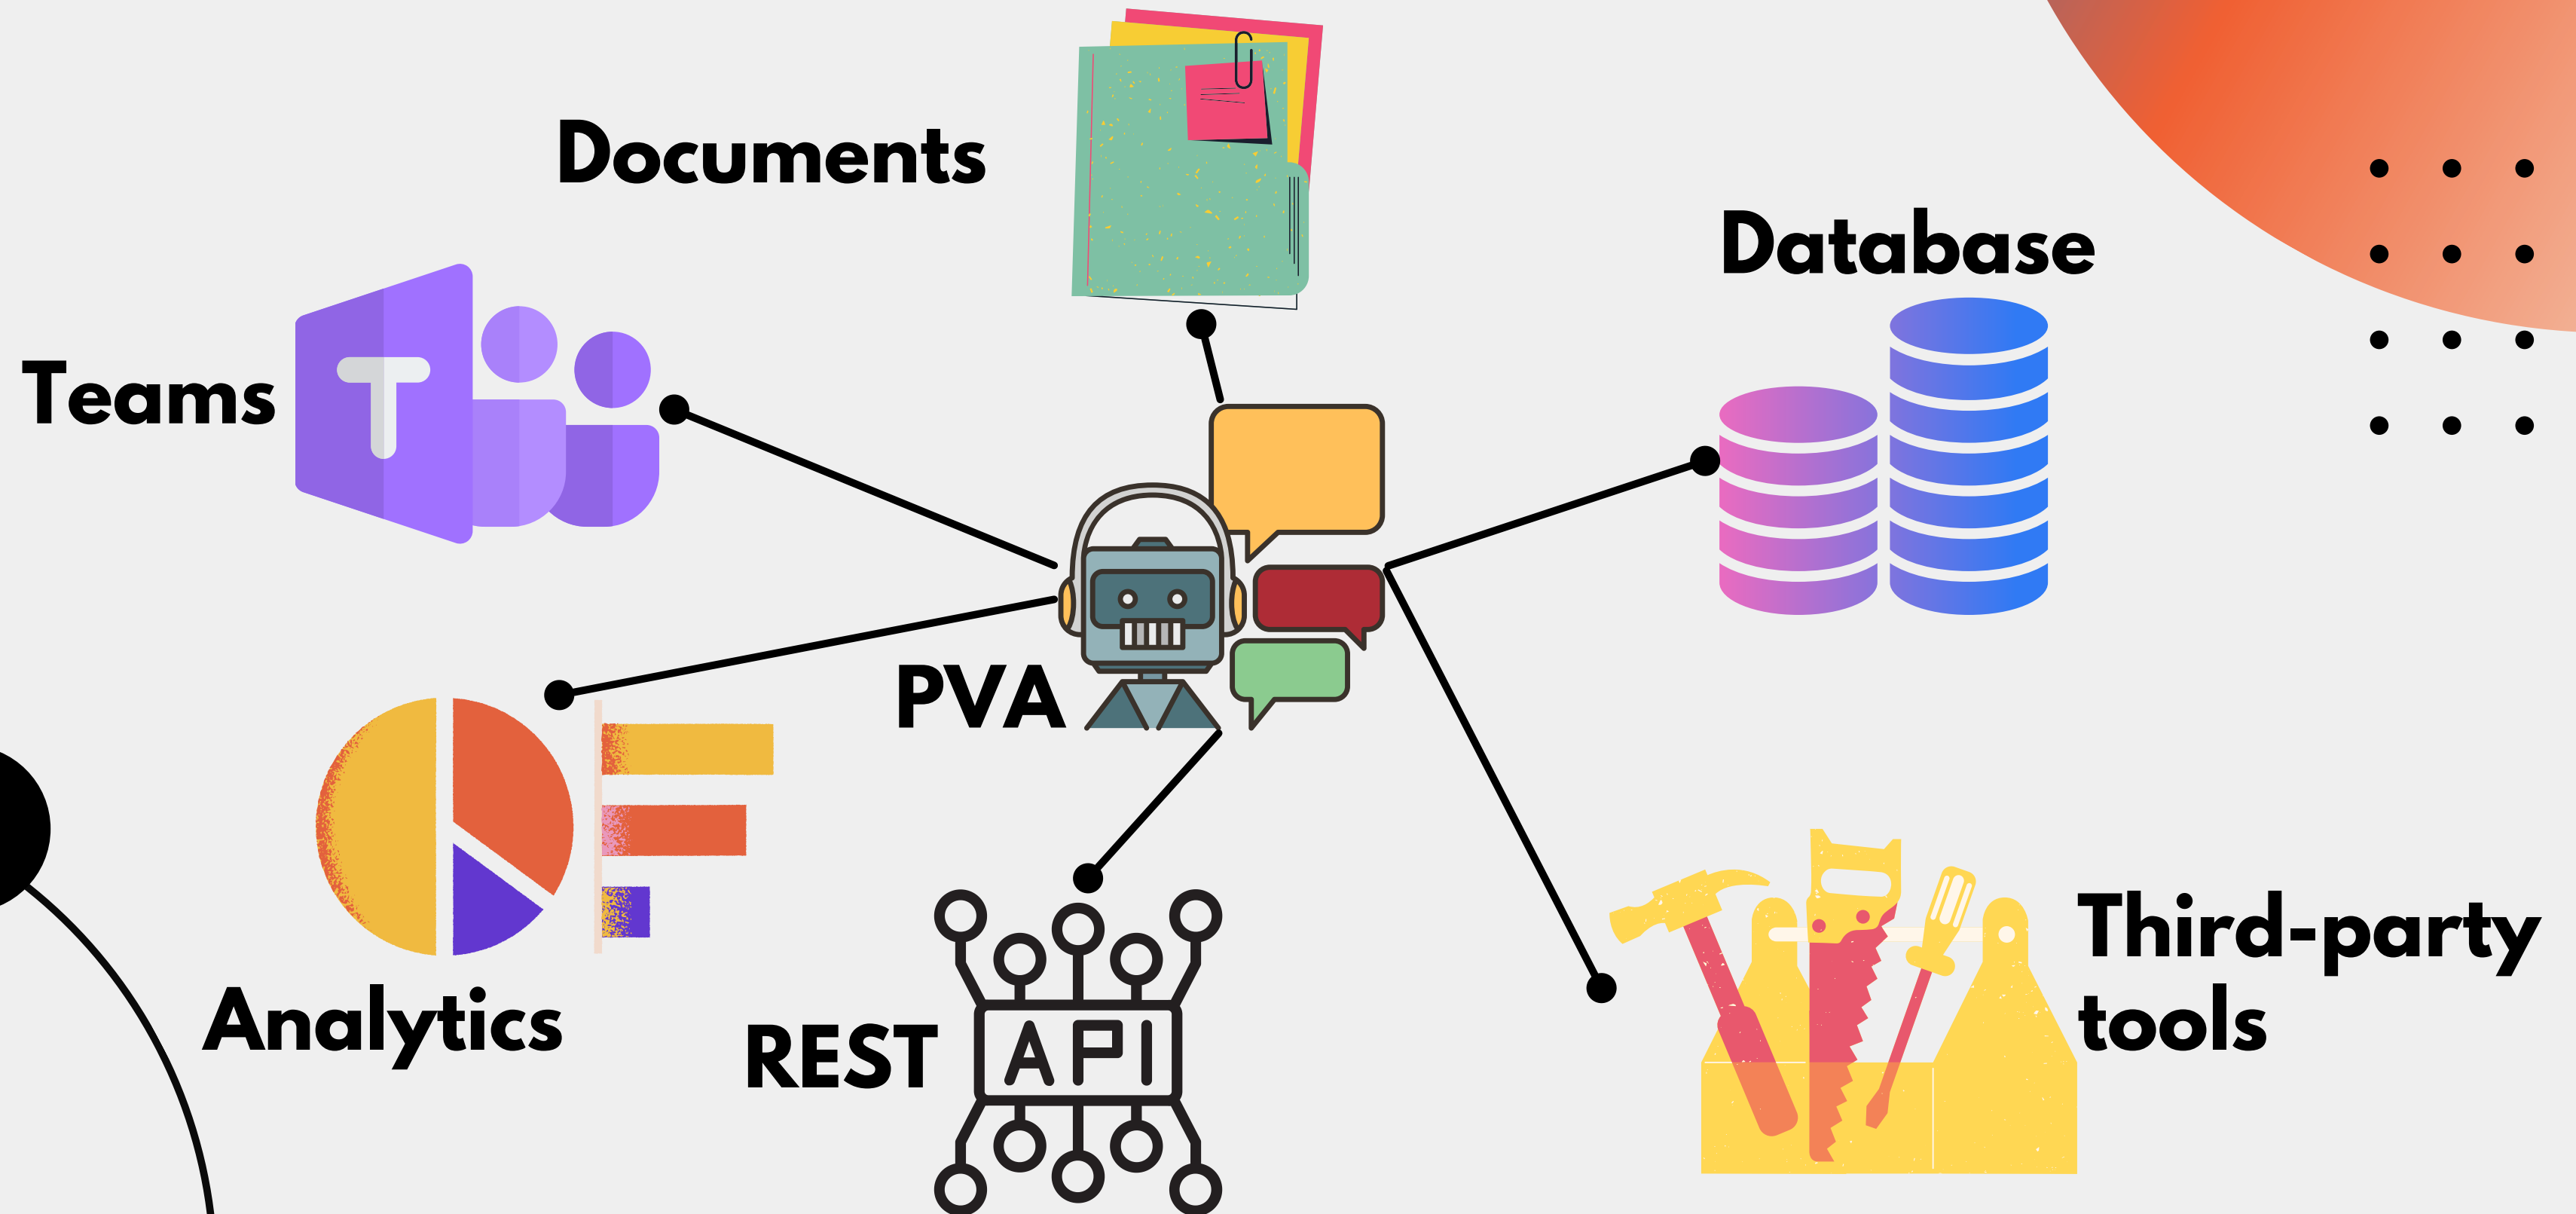 Documents
Database
Teams
T
PVA
Analytics
REST
API
Third-party
tools